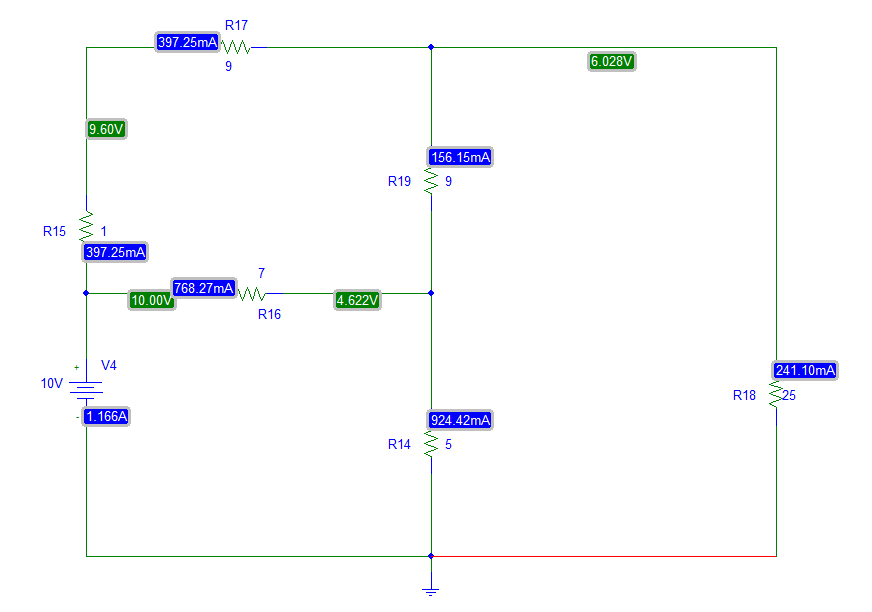 R17
397.25mA
9
6.028V
9.60V
156.15mA
R19
9
R15
1
397.25mA
7
768.27mA
10.00V
4.622V
R16
+
V4
10V
-
1.166A
241.10mA
R18
25
924.42mA
R14
5